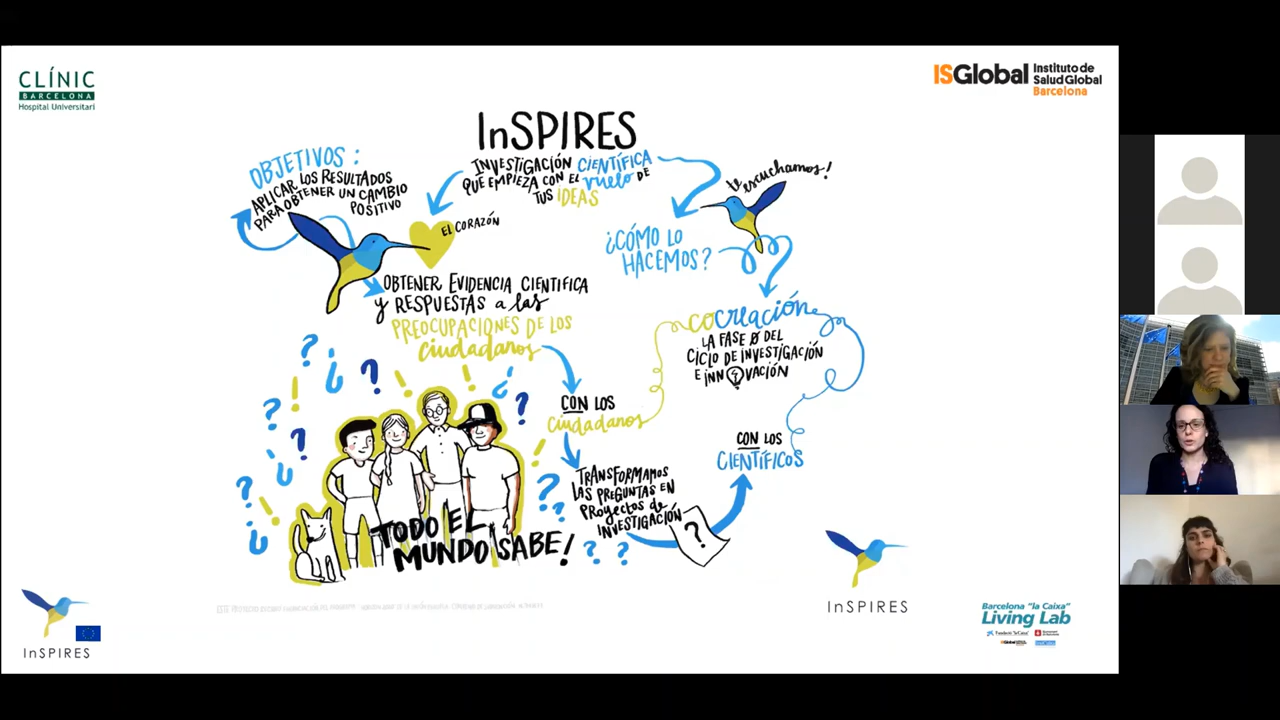 CLÍNIC
BARCELONA
Hospital Universitari
ISGlobal Instituto de
Salud Global
Barcelona
InSPIRES
INVESTIGACIÓN CIENTÍFICA
QUE EMPIEZA CON EL vuelo DE
TUS IDEAS
OBJETIVOS:
APLICAR LOS RESULTADOS
PARA OBTENER UN CAMBIO
POSITIVO
EL CORAZÓN
te escuchamos!
¿CÓMO LO
HACEMOS?
OBTENER EVIDENCIA CIENTIFICA
y RESPUESTAS a las
PREOCUPACIONES DE LOS
ciudadanos
cocreación
LA FASE 0 DEL
CICLO DE INVESTIGACIÓN
E INNOVACIÓN
CON LOS
ciudadanos
CON LOS
CIENTÍFICOS
TRANSFORMAMOS
LAS PREGUNTAS EN
PROYECTOS de
INVESTIGACIÓN
?
TODO EL
MUNDO SABE!
InSPIRES
InSPIRES
Barcelona "la Caixa"
Living Lab